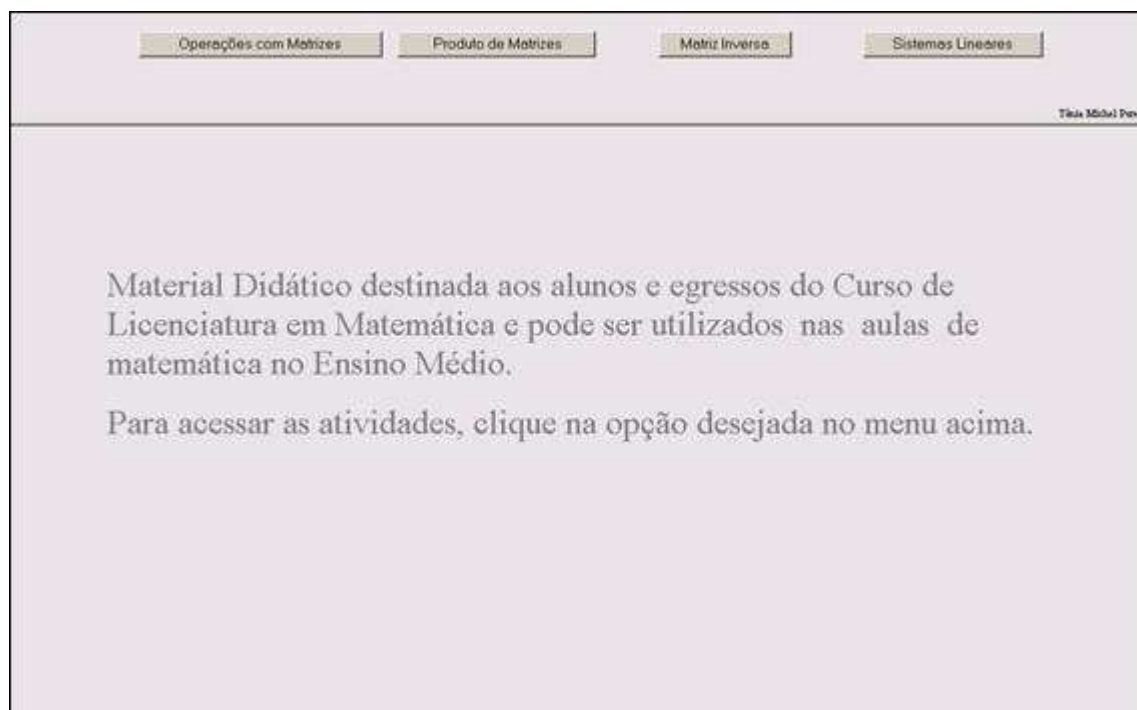 Operações com Matrizes
Produto de Matrizes
Matriz Inversa
Sistemas Lineares
Tânia Michel
Material Didático destinada aos alunos e egressos do Curso de
Licenciatura em Matemática e pode ser utilizados nas aulas de
matemática no Ensino Médio.
Para acessar as atividades, clique na opção desejada no menu acima.